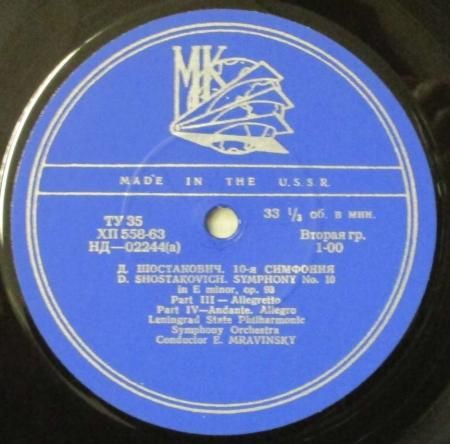 МК
MADE IN THE U.S.S.R.
ТУ 35
ХП 558-63
НД—02244(а)
33 1/3 об. в мин.
Вторая гр.
1-00
Д. ШОСТАКОВИЧ. 10-я СИМФОНИЯ
D. SHOSTAKOVICH. SYMPHONY No. 10
in E minor, op. 93
Part III — Allegretto
Part IV—Andante. Allegro
Leningrad State Philharmonic
Symphony Orchestra
Conductor E. MRAVINSKY